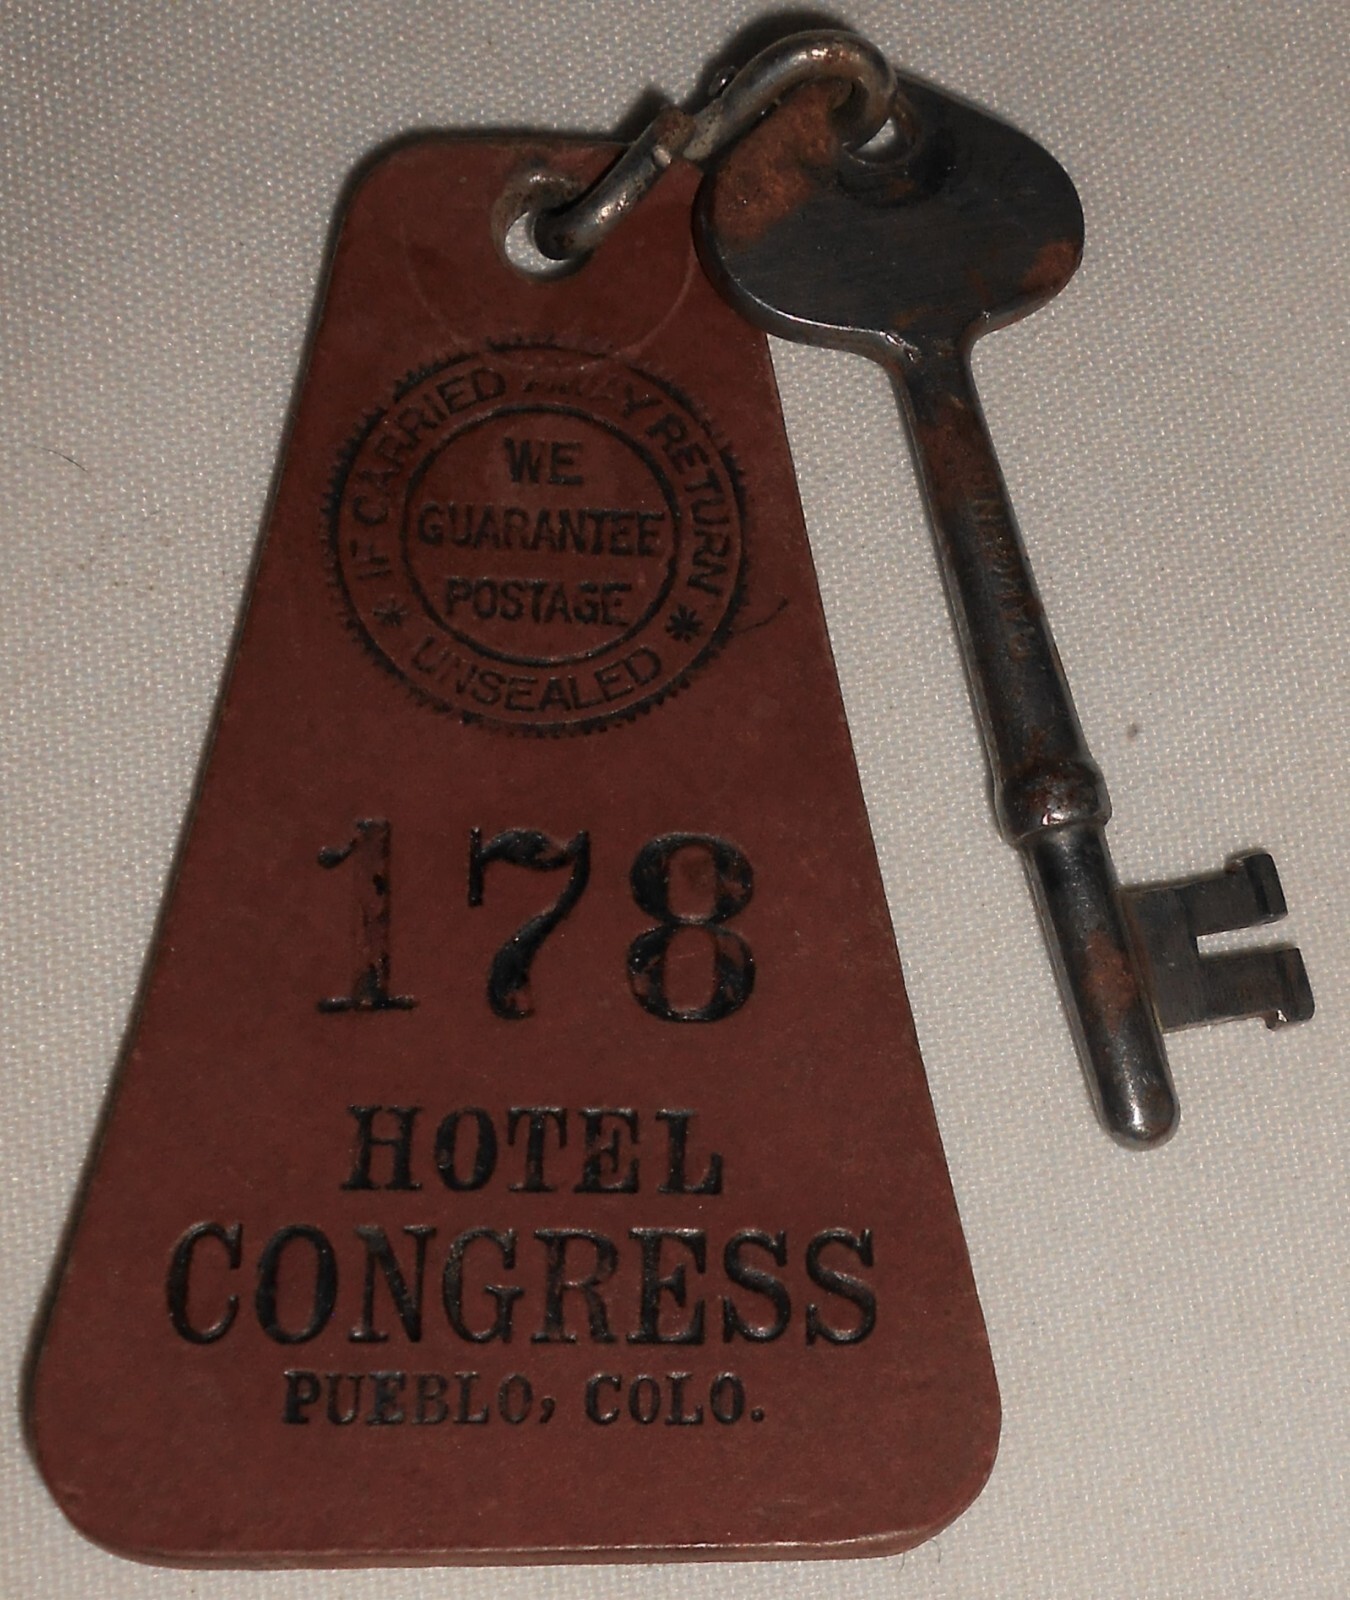 IF CARRIED AWAY RETURN
* UNSEALED *
WE
GUARANTEE
POSTAGE
178
HOTEL
CONGRESS
PUEBLO, COLO.